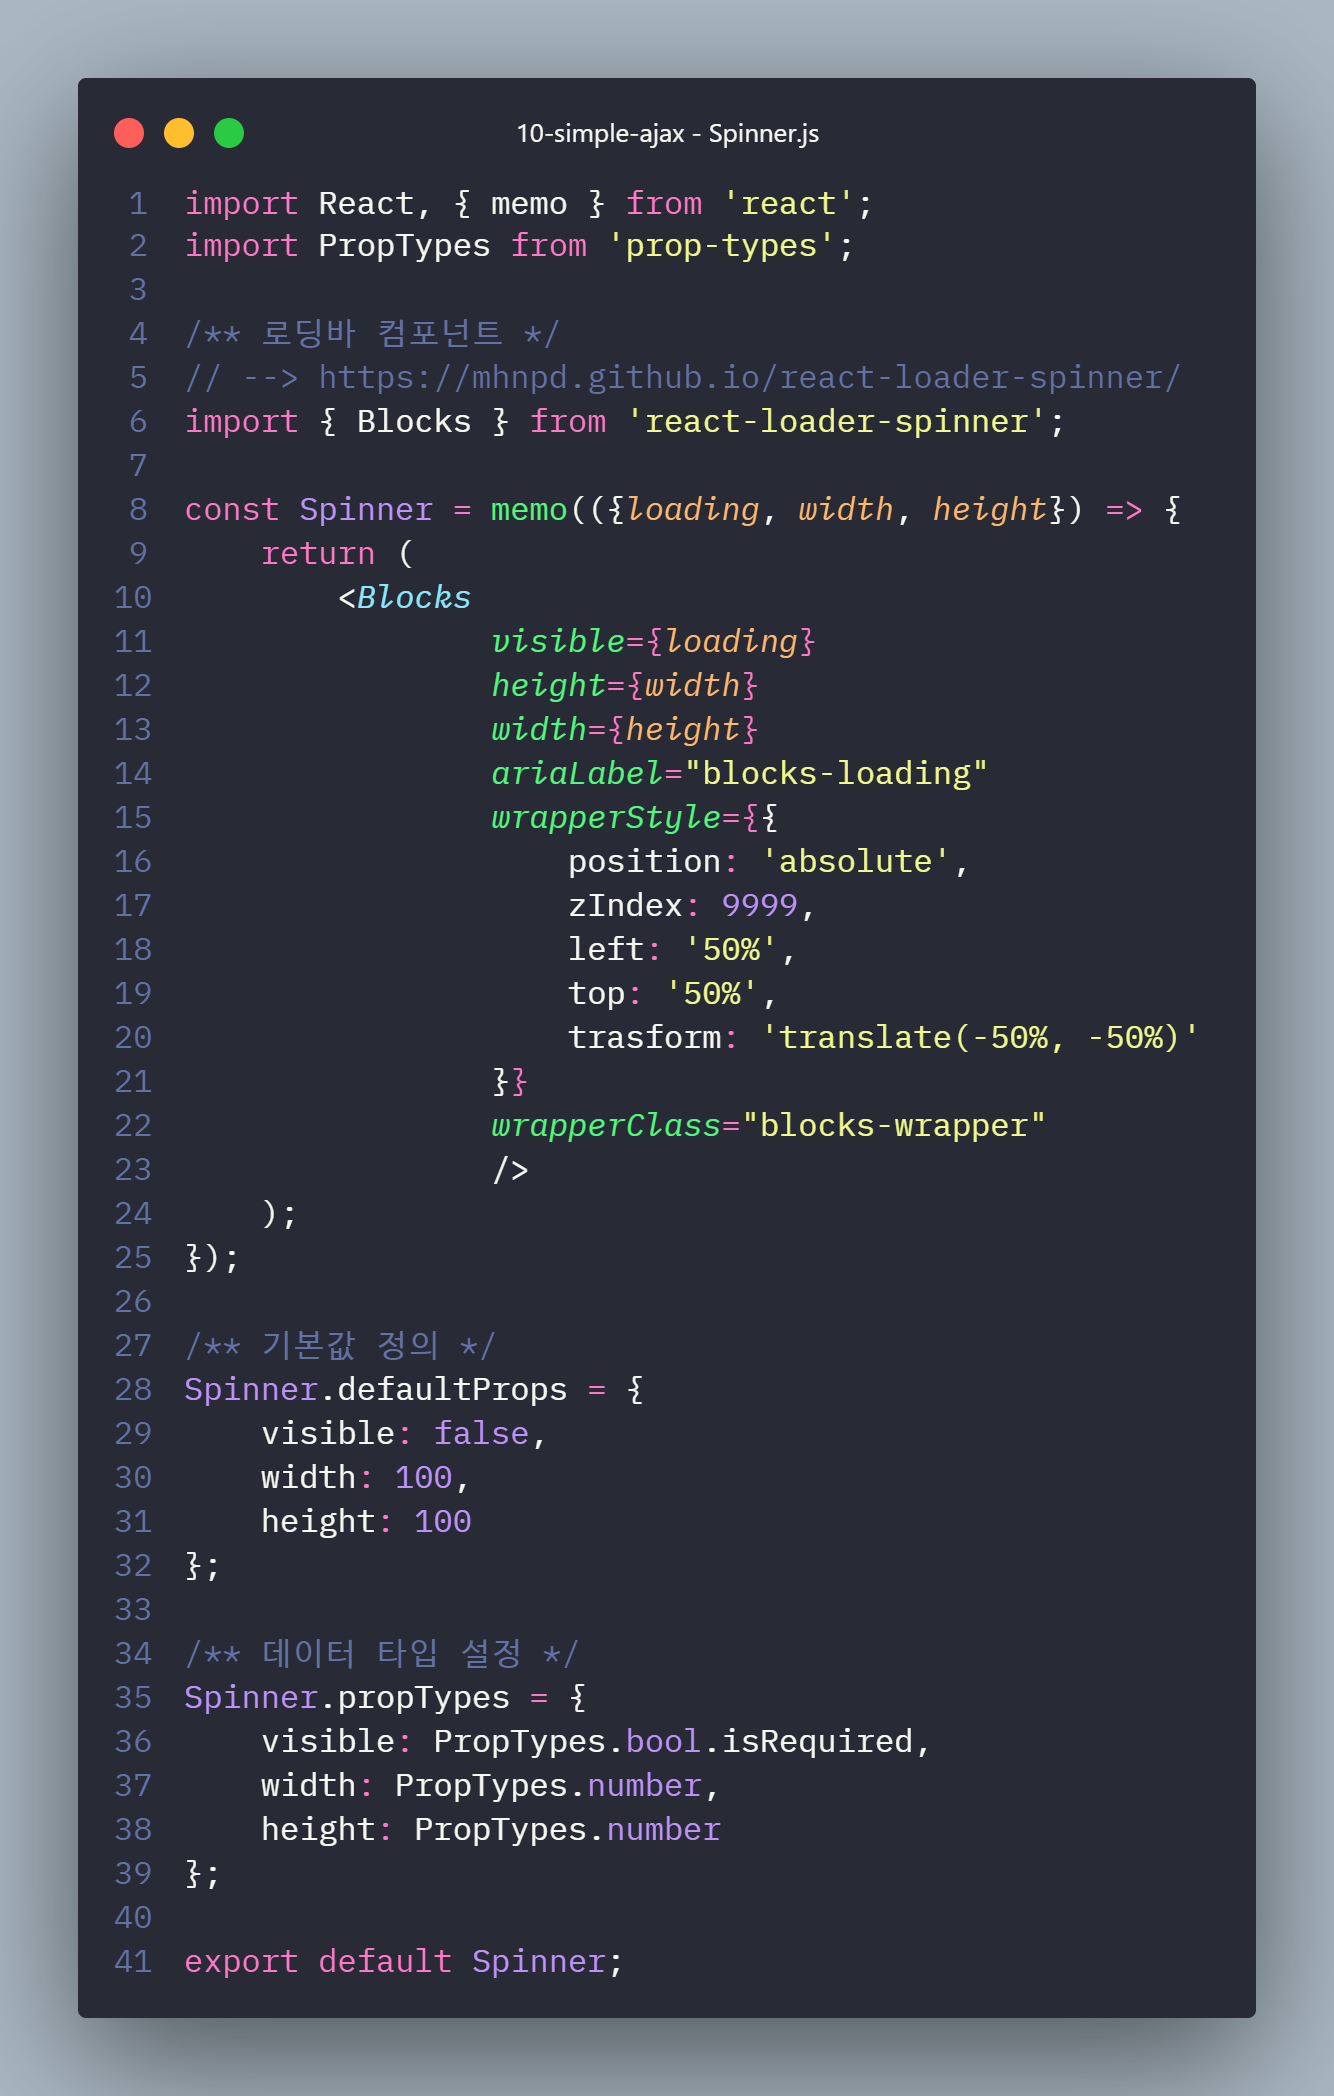 10-simple-ajax - Spinner.js
1 import React, { memo } from 'react';
2 import PropTypes from 'prop-types';
3
4 /** 로딩바 컴포넌트 */
5 // --> https://mhnpd.github.io/react-loader-spinner/
6 import { Blocks } from 'react-loader-spinner';
7
8 const Spinner = memo(({loading, width, height}) => {
9     return (
10         <Blocks
11                 visible={loading}
12                 height={width}
13                 width={height}
14                 ariaLabel="blocks-loading"
15                 wrapperStyle={{
16                     position: 'absolute',
17                     zIndex: 9999,
18                     left: '50%',
19                     top: '50%',
20                     trasform: 'translate(-50%, -50%)'
21                 }}
22                 wrapperClass="blocks-wrapper"
23                 />
24     );
25 });
26
27 /** 기본값 정의 */
28 Spinner.defaultProps = {
29     visible: false,
30     width: 100,
31     height: 100
32 };
33
34 /** 데이터 타입 설정 */
35 Spinner.propTypes = {
36     visible: PropTypes.bool.isRequired,
37     width: PropTypes.number,
38     height: PropTypes.number
39 };
40
41 export default Spinner;